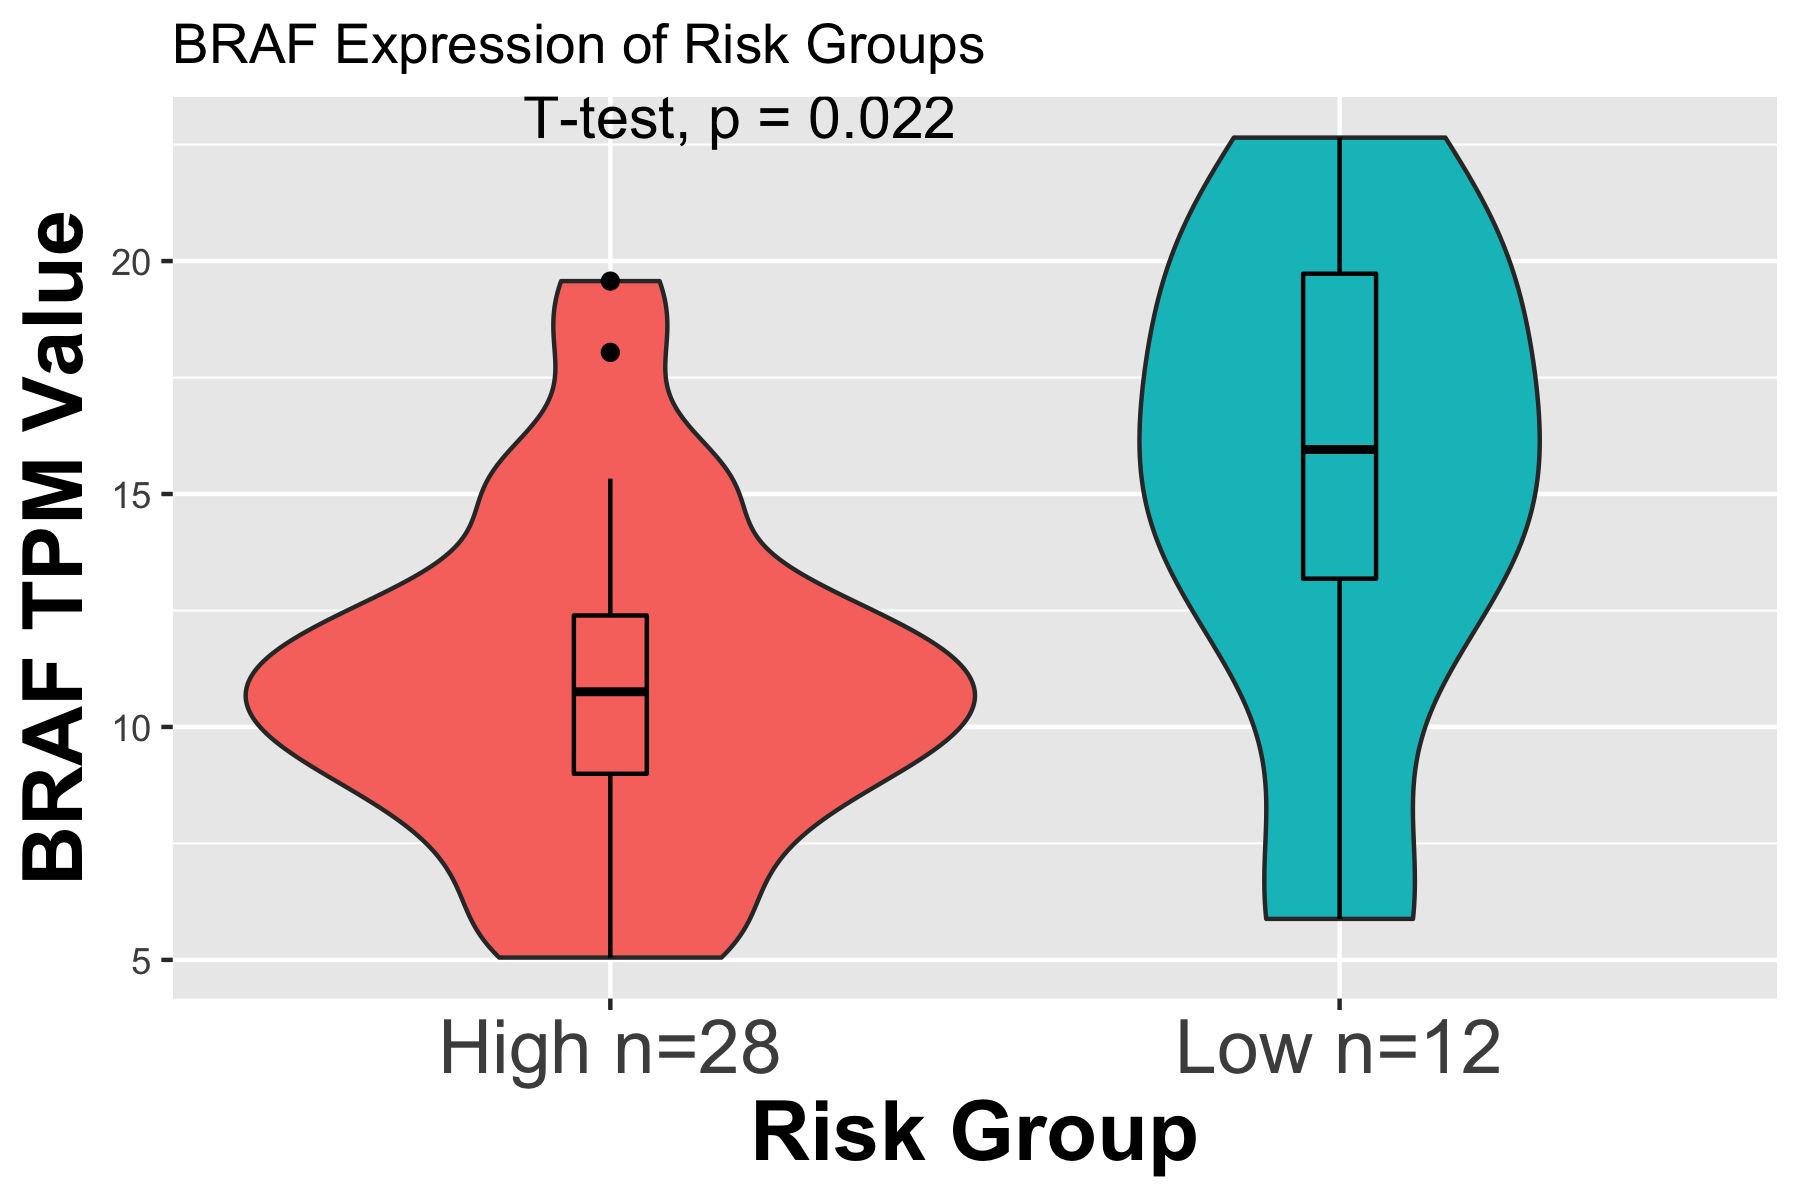 BRAF Expression of Risk Groups
T-test, p = 0.022
BRAF TPM Value
20
15
10
5
High n=28
Low n=12
Risk Group